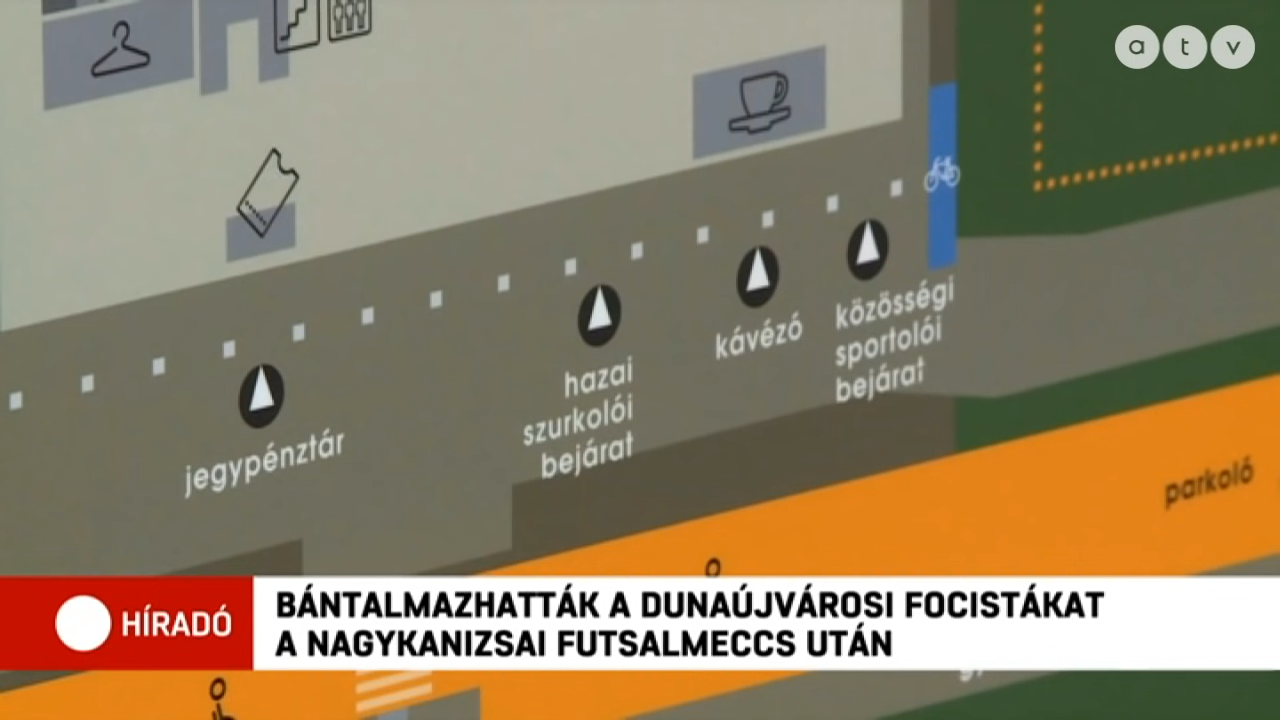 atv
jegypénztár
hazai
szurkolói
bejárat
kávézó
közösségi
sportolói
bejárat
parkoló
HÍRADÓ
BÁNTALMAZHATTÁK A DUNAÚJVÁROSI FOCISTÁKAT
A NAGYKANIZSAI FUTSALMECCS UTÁN